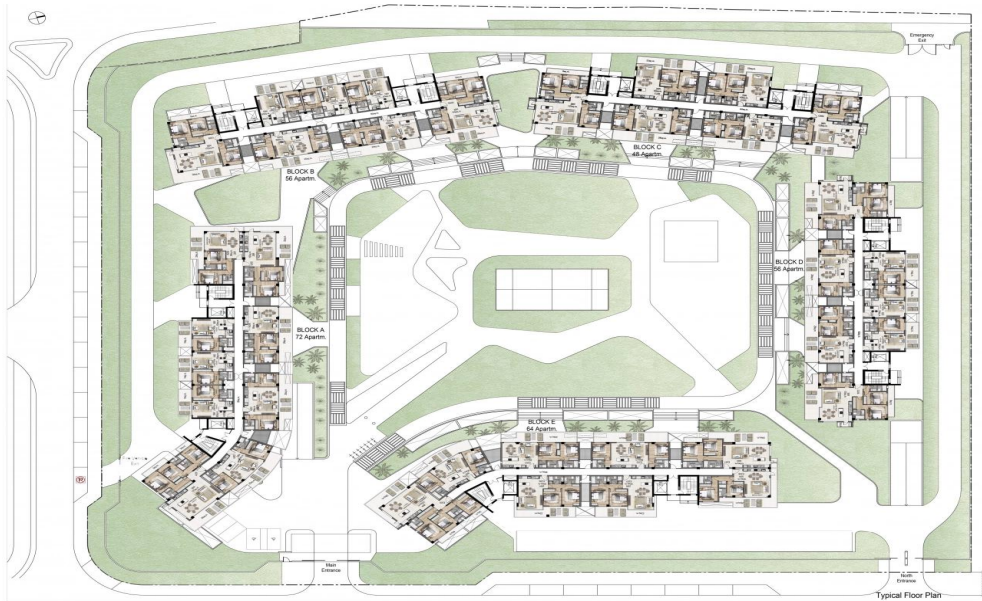 Emergency
Exit
BLOCK C
48 Apartm.
BLOCK B
56 Apartm.
BLOCK D
56 Apartm.
BLOCK A
72 Apartm.
BLOCK E
64 Apartm.
Main
Entrance
North
Entrance
Typical Floor Plan